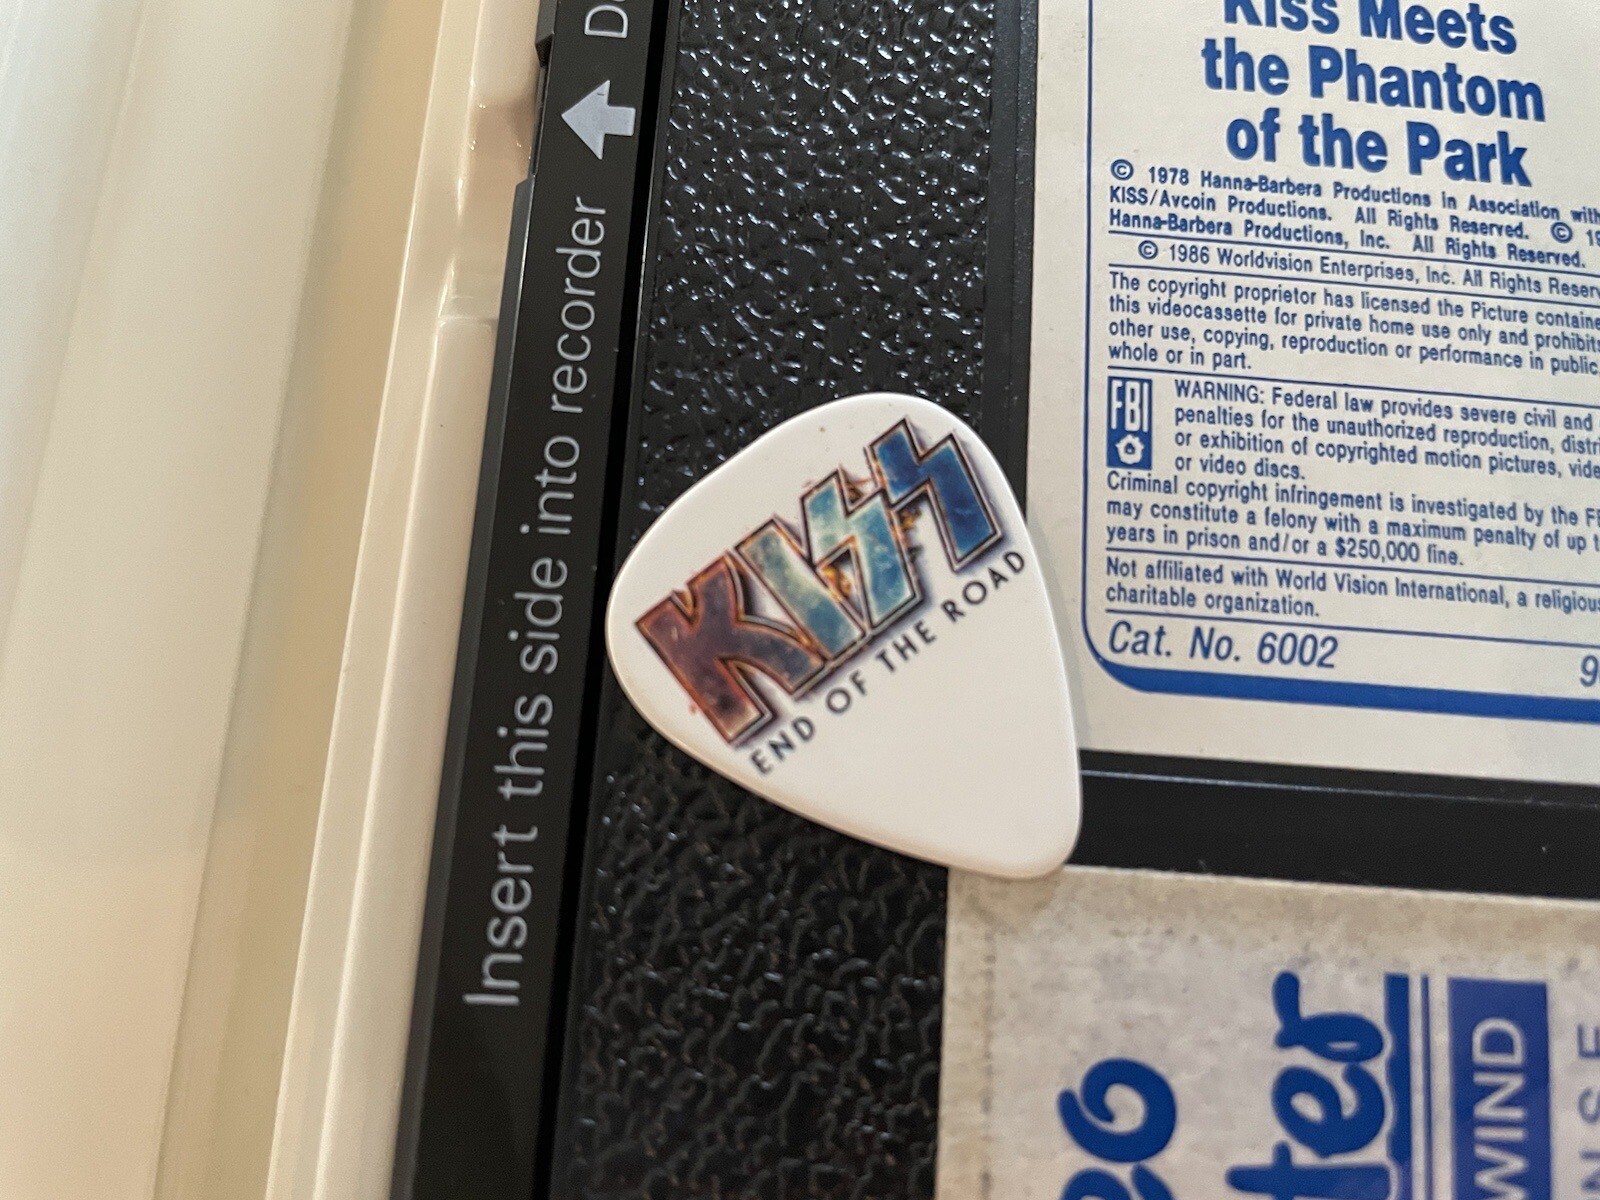 Insert this side into recorder
KISS
END OF THE ROAD
Kiss Meets
the Phantom
of the Park
© 1978 Hanna-Barbera Productions in Association with
KISS/Avcoin Productions. All Rights Reserved. ©
Hanna-Barbera Productions, Inc. All Rights Reserved.
© 1986 Worldvision Enterprises, Inc. All Rights
The copyright proprietor has licensed the Picture
this videocassette for private home use only and
other use, copying, reproduction or performance in public,
whole or in part.
FBI
WARNING: Federal law provides severe civil and
penalties for the unauthorized reproduction,
or exhibition of copyrighted motion pictures,
or video discs.
Criminal copyright infringement is investigated by the
may constitute a felony with a maximum penalty of up
years in prison and/or a $250,000 fine.
Not affiliated with World Vision International, a religious
charitable organization.
Cat. No. 6002
WIND